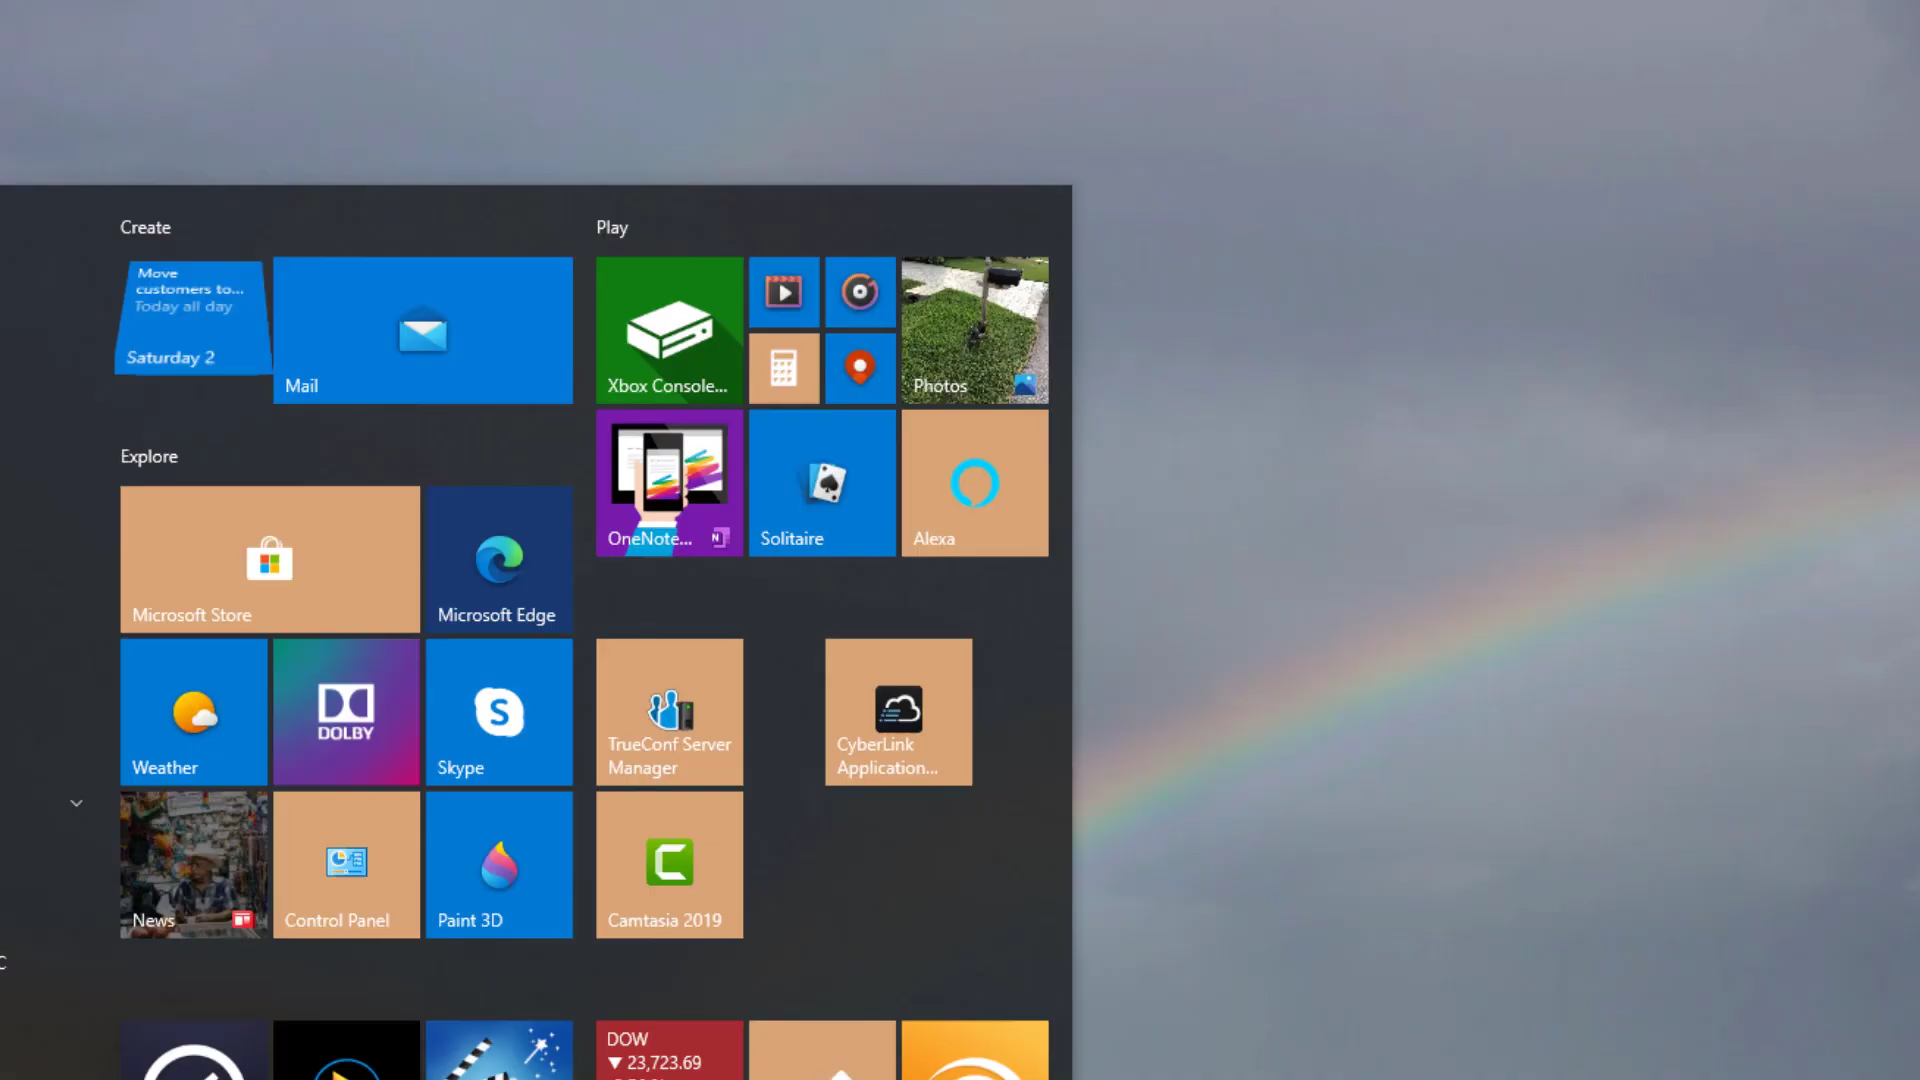 Create
Play
Move
customers to...
Today all day
Saturday 2
Mail
Xbox Console...
Photos
Explore
OneNote...
N
Solitaire
Alexa
Microsoft Store
Microsoft Edge
DOLBY
S
Weather
Skype
TrueConf Server
Manager
CyberLink
Application...
News
Control Panel
Paint 3D
Camtasia 2019
C
DOW
▼ 23,723.69